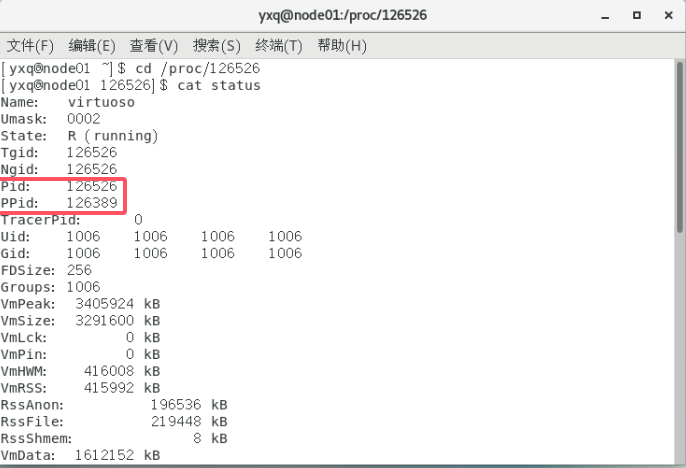 yxq@node01:/proc/126526
文件(F) 编辑(E) 查看(V) 搜索(S) 终端(T) 帮助(H)
[yxq@node01 ~]$ cd /proc/126526
[yxq@node01 126526]$ cat status
Name: virtuoso
Umask: 0002
State: R (running)
Tgid: 126526
Ngid: 126526
Pid: 126526
PPid: 126389
TracerPid: 0
Uid: 1006 1006 1006 1006
Gid: 1006 1006 1006 1006
FDSize: 256
Groups: 1006
VmPeak: 3405924 kB
VmSize: 3291600 kB
VmLck: 0 kB
VmPin: 0 kB
VmHWM: 416008 kB
VmRSS: 415992 kB
RssAnon: 196536 kB
RssFile: 219448 kB
RssShmem: 8 kB
VmData: 1612152 kB